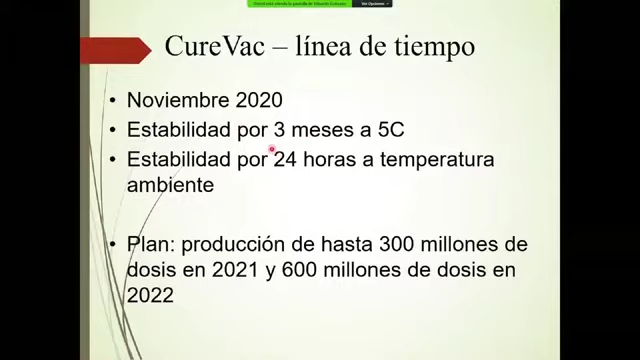 CureVac – línea de tiempo
• Noviembre 2020
• Estabilidad por 3 meses a 5C
• Estabilidad por 24 horas a temperatura
ambiente
• Plan: producción de hasta 300 millones de
dosis en 2021 y 600 millones de dosis en
2022